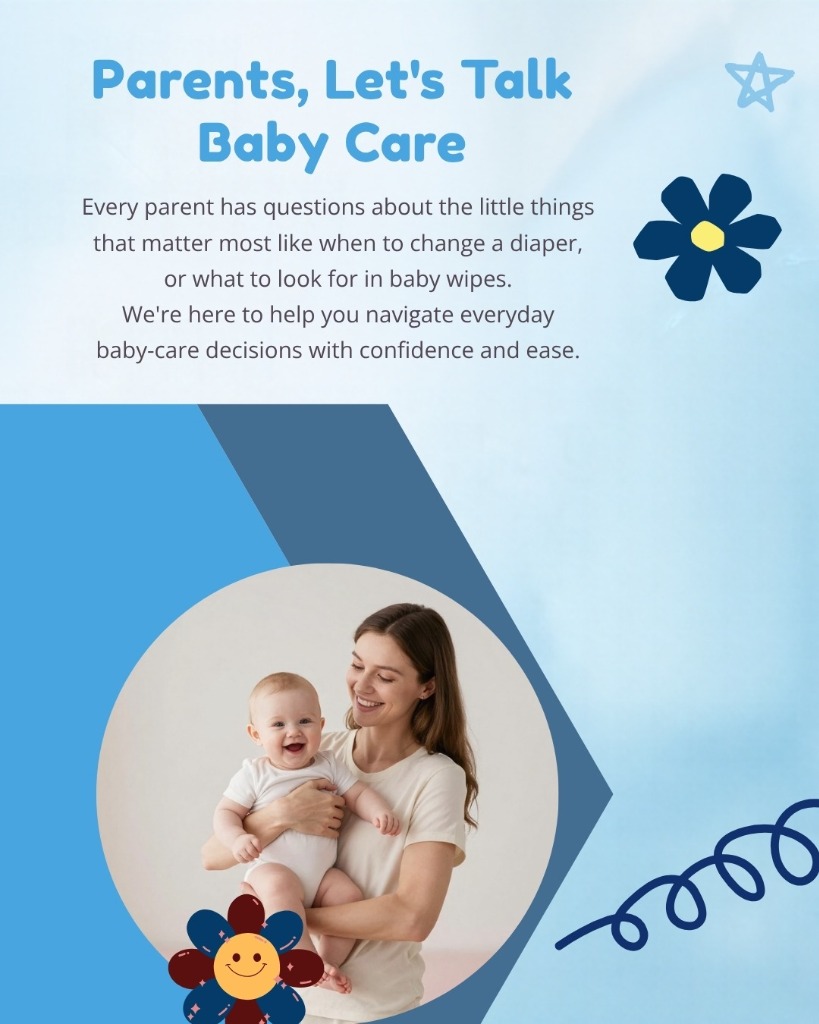 Parents, Let's Talk
Baby Care
Every parent has questions about the little things
that matter most like when to change a diaper,
or what to look for in baby wipes.
We're here to help you navigate everyday
baby-care decisions with confidence and ease.